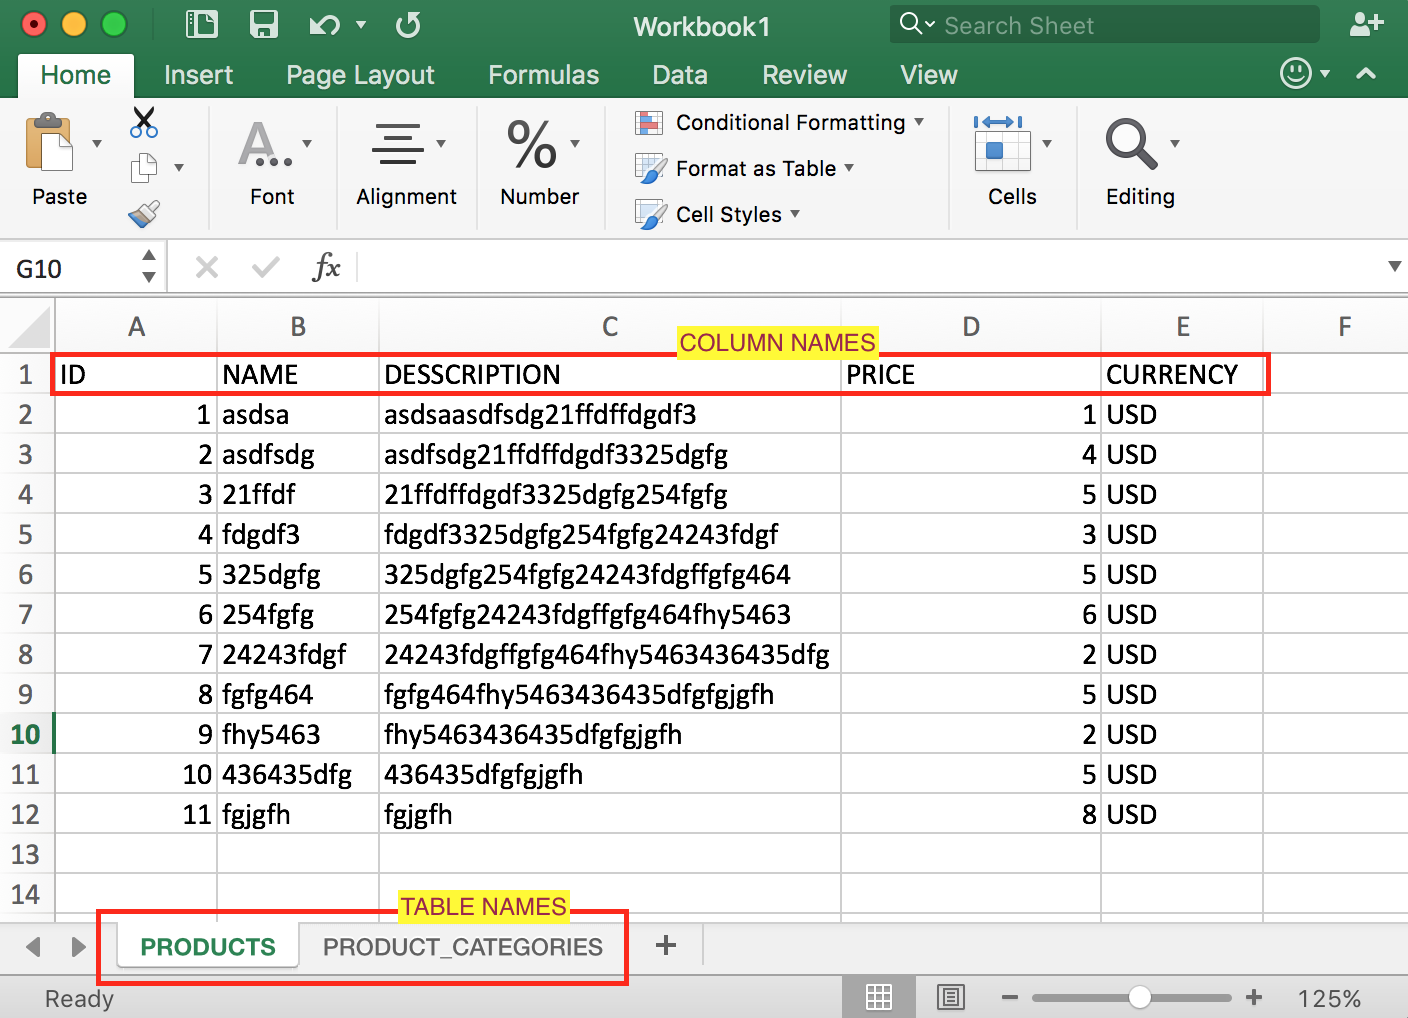 Workbook1
Search Sheet
Home Insert Page Layout Formulas Data Review View
Paste
Font
Alignment
%
Number
Conditional Formatting
Format as Table
Cell Styles
Cells
Editing
G10 fx
A B C D E F
COLUMN NAMES
1 ID NAME DESSCRIPTION PRICE CURRENCY
2 1 asdsa asdsaasdfsdg21ffdffdgdf3 1 USD
3 2 asdfsdg asdfsdg21ffdffdgdf3325dgfg 4 USD
4 3 21ffdf 21ffdffdgdf3325dgfg254fgfg 5 USD
5 4 fdgdf3 fdgdf3325dgfg254fgfg24243fdgf 3 USD
6 5 325dgfg 325dgfg254fgfg24243fdgffgfg464 5 USD
7 6 254fgfg 254fgfg24243fdgffgfg464fhy5463 6 USD
8 7 24243fdgf 24243fdgffgfg464fhy5463436435dfg 2 USD
9 8 fgfg464 fgfg464fhy5463436435dfgfgjgfh 5 USD
10 9 fhy5463 fhy5463436435dfgfgjgfh 2 USD
11 10 436435dfg 436435dfgfgjgfh 5 USD
12 11 fgjgfh fgjgfh 8 USD
13
14
TABLE NAMES
PRODUCTS PRODUCT_CATEGORIES +
Ready 125%